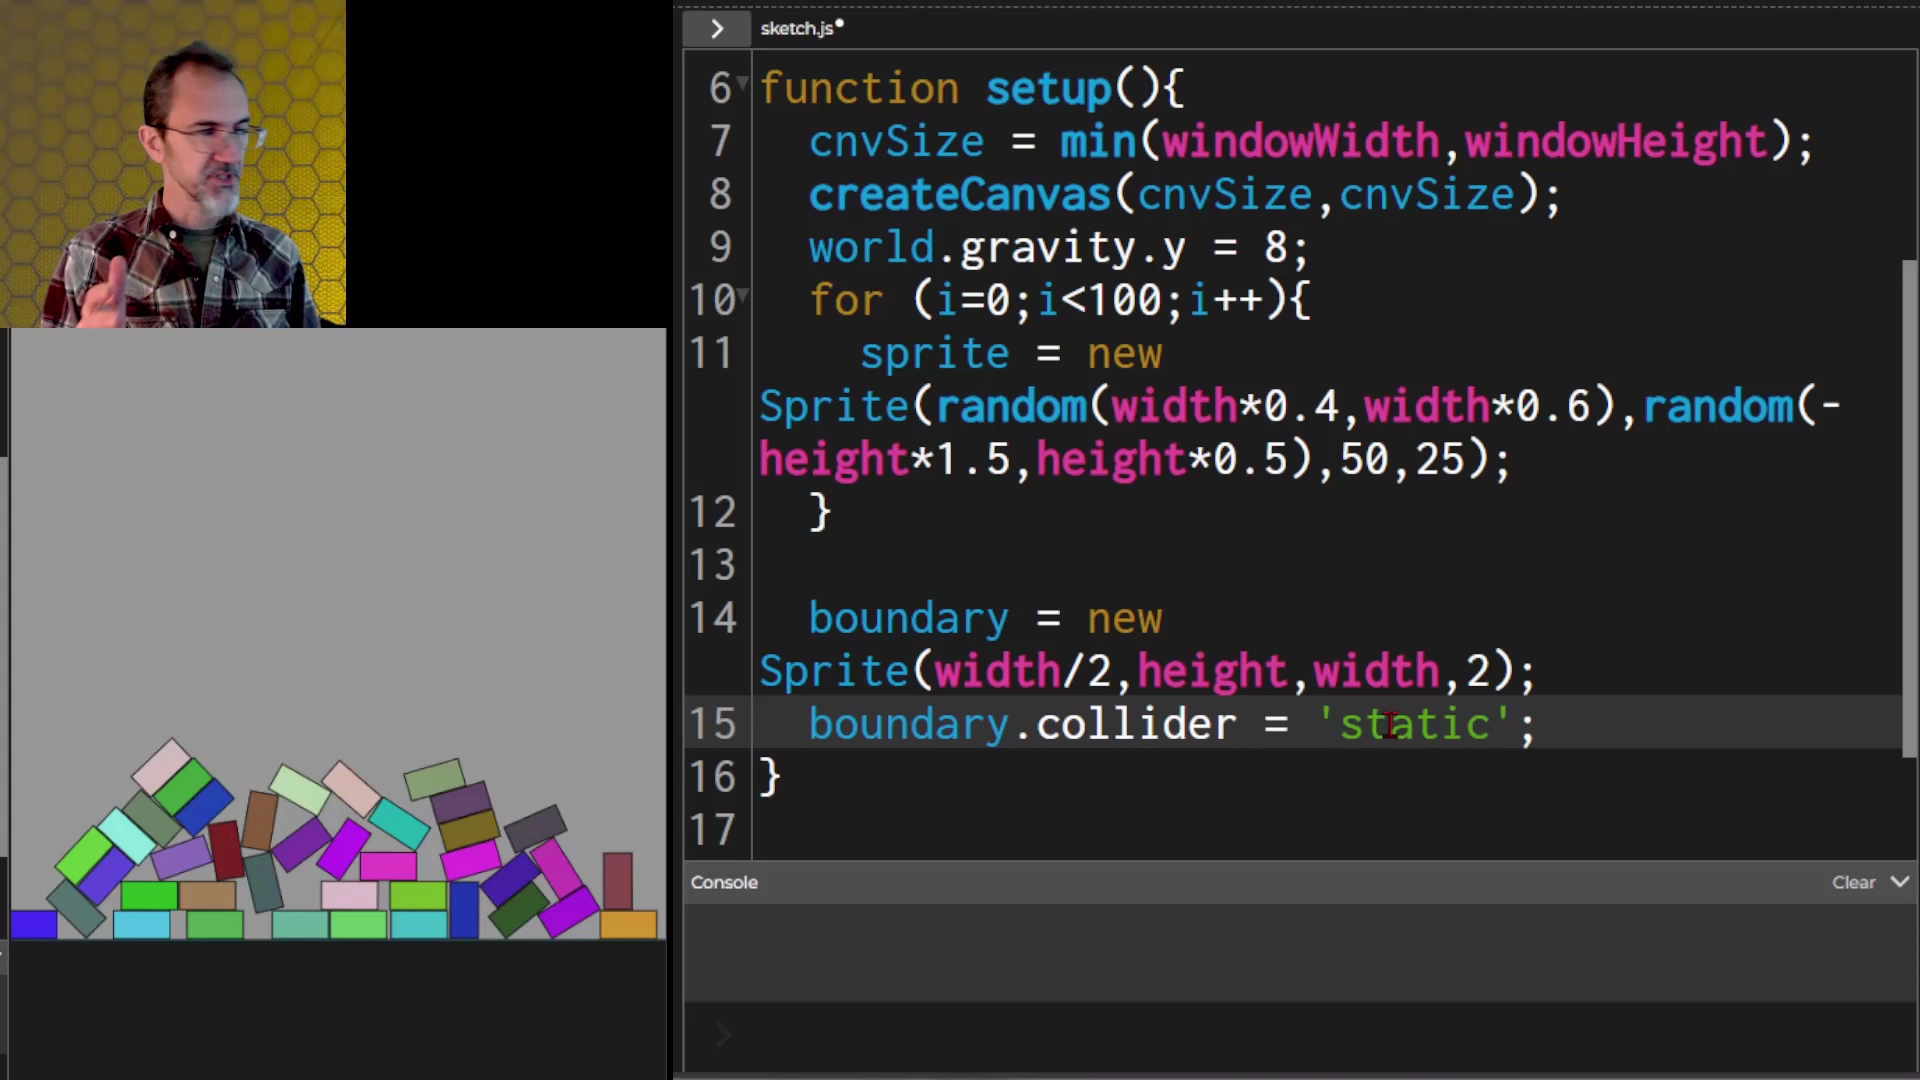 sketch.js•
6 function setup(){
7 cnvSize = min(windowWidth,windowHeight);
8 createCanvas(cnvSize,cnvSize);
9 world.gravity.y = 8;
10 for (i=0;i<100;i++){
11 sprite = new
Sprite(random(width*0.4,width*0.6),random(-
height*1.5,height*0.5),50,25);
12 }
13
14 boundary = new
Sprite(width/2,height,width,2);
15 boundary.collider = 'static';
16 }
17
Console
Clear